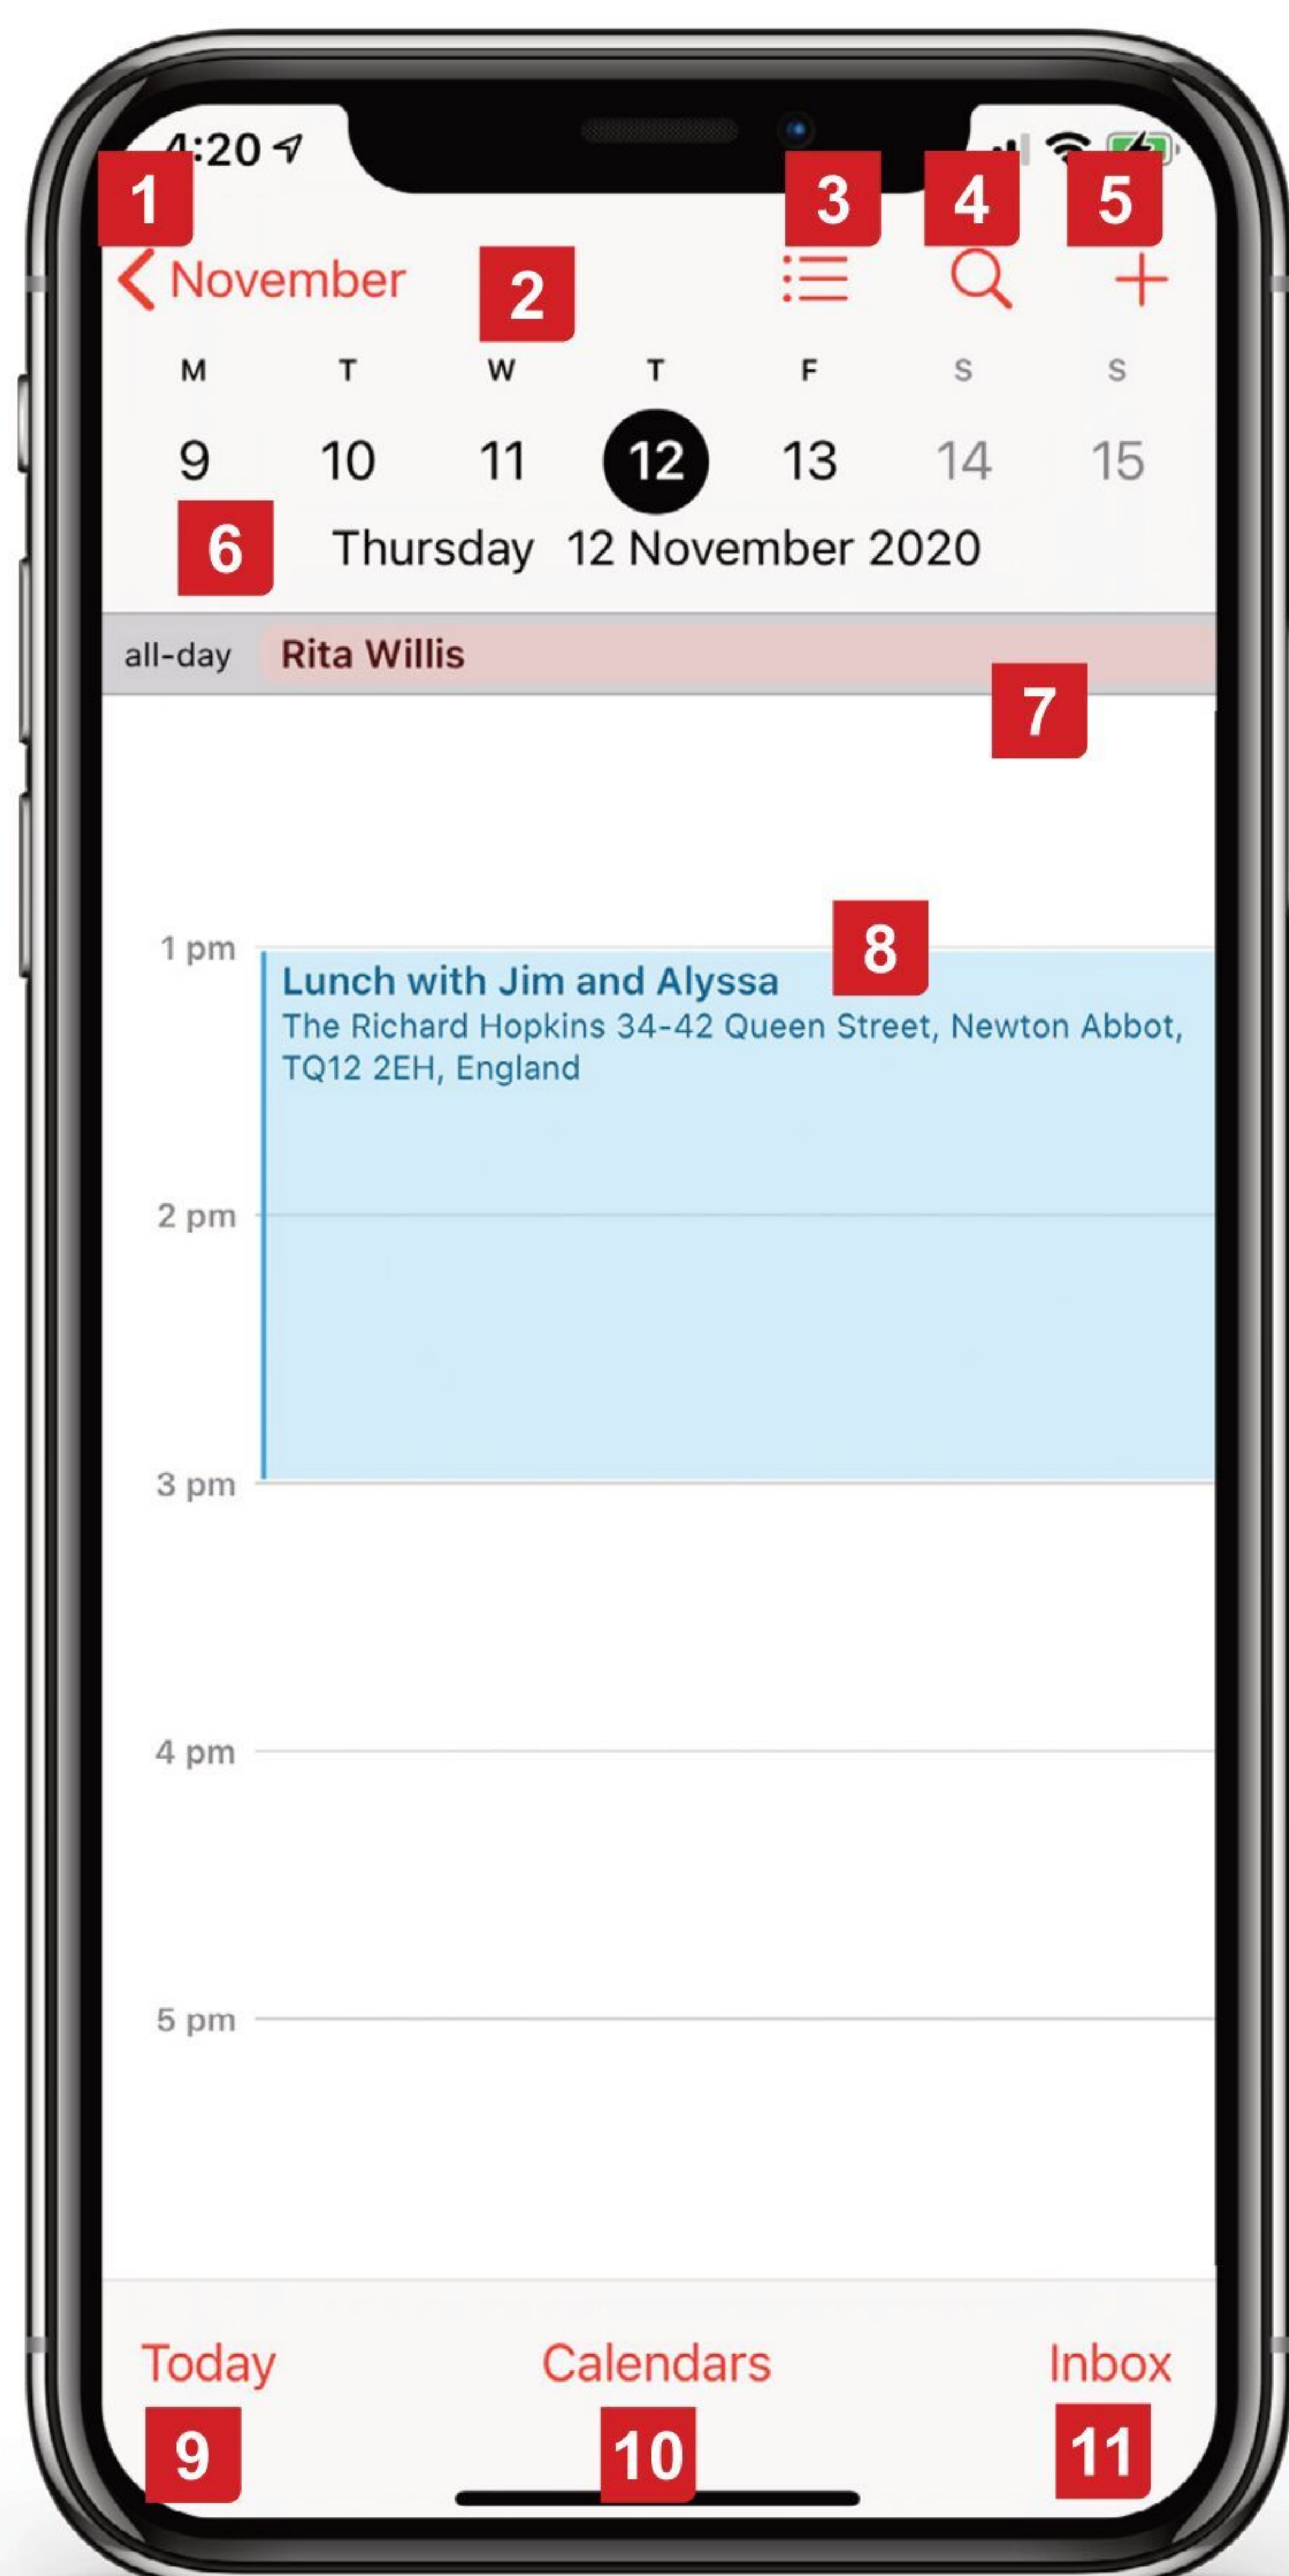 4:20
1
3
4
5
November
2
M T W T F S S
9 10 11 12 13 14 15
6
Thursday 12 November 2020
all-day Rita Willis
7
1 pm
8
Lunch with Jim and Alyssa
The Richard Hopkins 34-42 Queen Street, Newton Abbot,
TQ12 2EH, England
2 pm
3 pm
4 pm
5 pm
Today Calendars Inbox
9 10 11